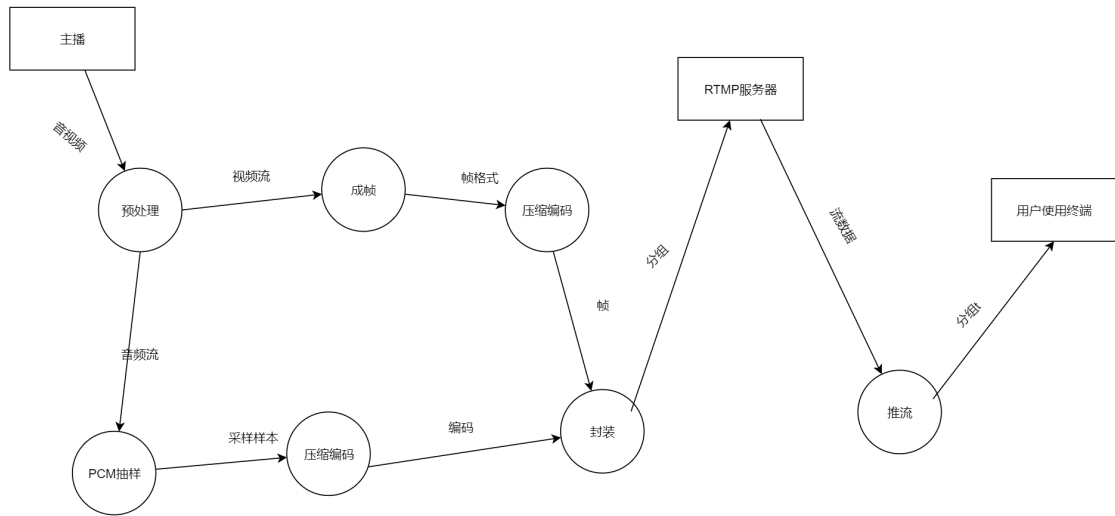 主播
RTMP服务器
音视频
视频流
成帧
帧格式
压缩编码
预处理
用户使用终端
流数据
分组
帧
分组t
音频流
推流
编码
封装
采样样本
压缩编码
PCM抽样